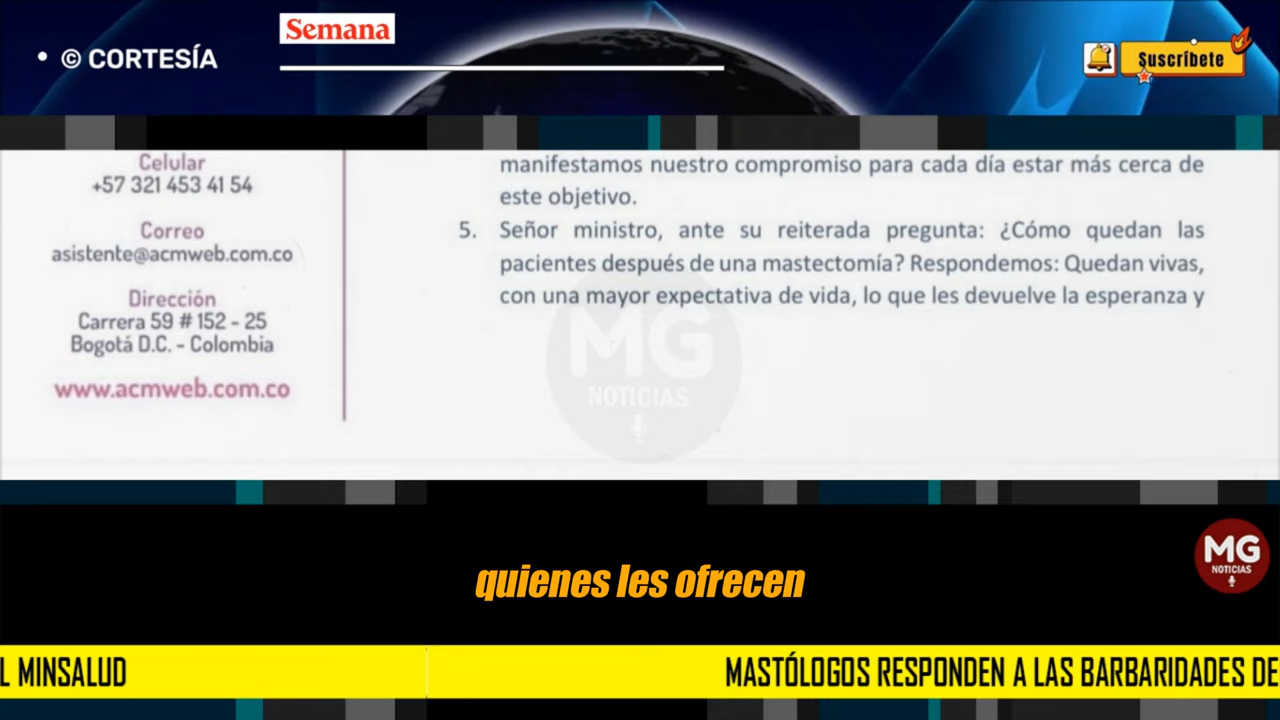 Semana
• © CORTESÍA
Suscríbete
Celular
+57 321 453 41 54
Correo
asistente@acmweb.com.co
Dirección
Carrera 59 # 152 - 25
Bogotá D.C. - Colombia
www.acmweb.com.co
manifestamos nuestro compromiso para cada día estar más cerca de
este objetivo.
5. Señor ministro, ante su reiterada pregunta: ¿Cómo quedan las
pacientes después de una mastectomía? Respondemos: Quedan vivas,
con una mayor expectativa de vida, lo que les devuelve la esperanza y
MG
NOTICIAS
quienes les ofrecen
MG
NOTICIAS
L MINSALUD
MASTÓLOGOS RESPONDEN A LAS BARBARIDADES DE